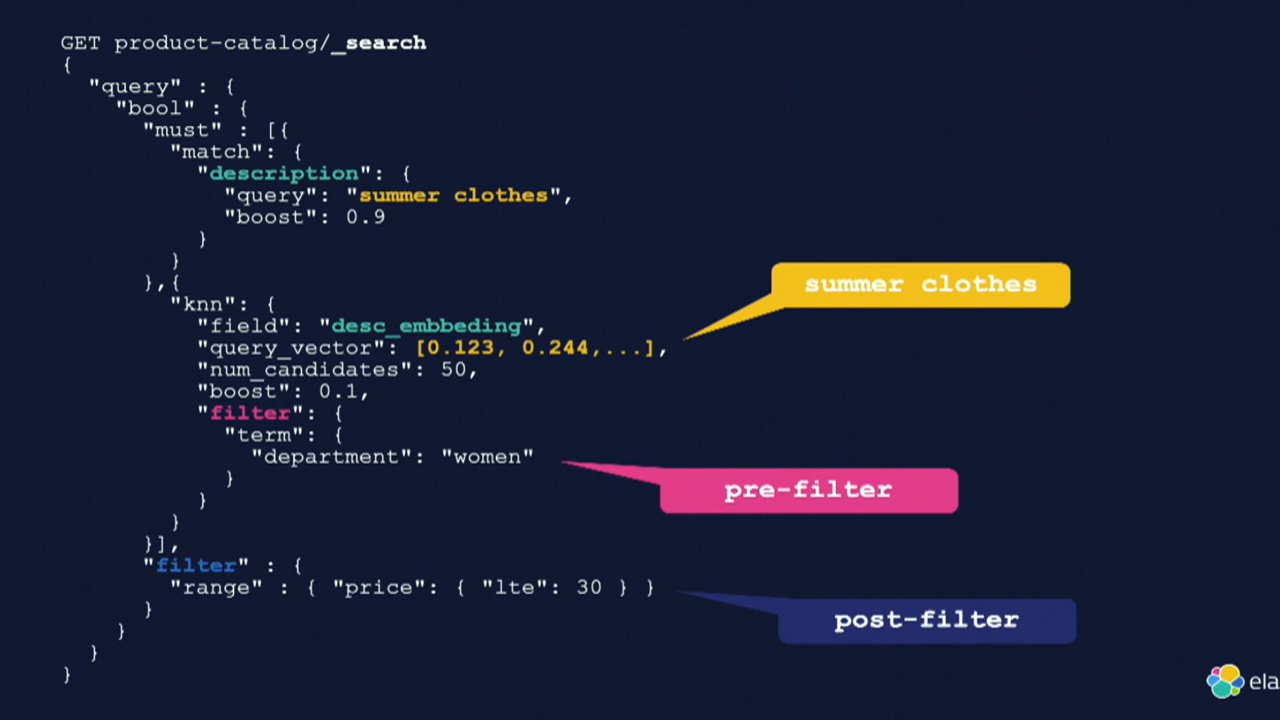 GET product-catalog/_search
{
  "query" : {
    "bool" : {
      "must" : [{
        "match": {
          "description": {
            "query": "summer clothes",
            "boost": 0.9
          }
        }
      },{
        "knn": {
          "field": "desc_embbeding",
          "query_vector": [0.123, 0.244,...],
          "num_candidates": 50,
          "boost": 0.1,
          "filter": {
            "term": {
              "department": "women"
            }
          }
        }
      }],
      "filter" : {
        "range" : { "price": { "lte": 30 } }
      }
    }
  }
}
summer clothes
pre-filter
post-filter
ela